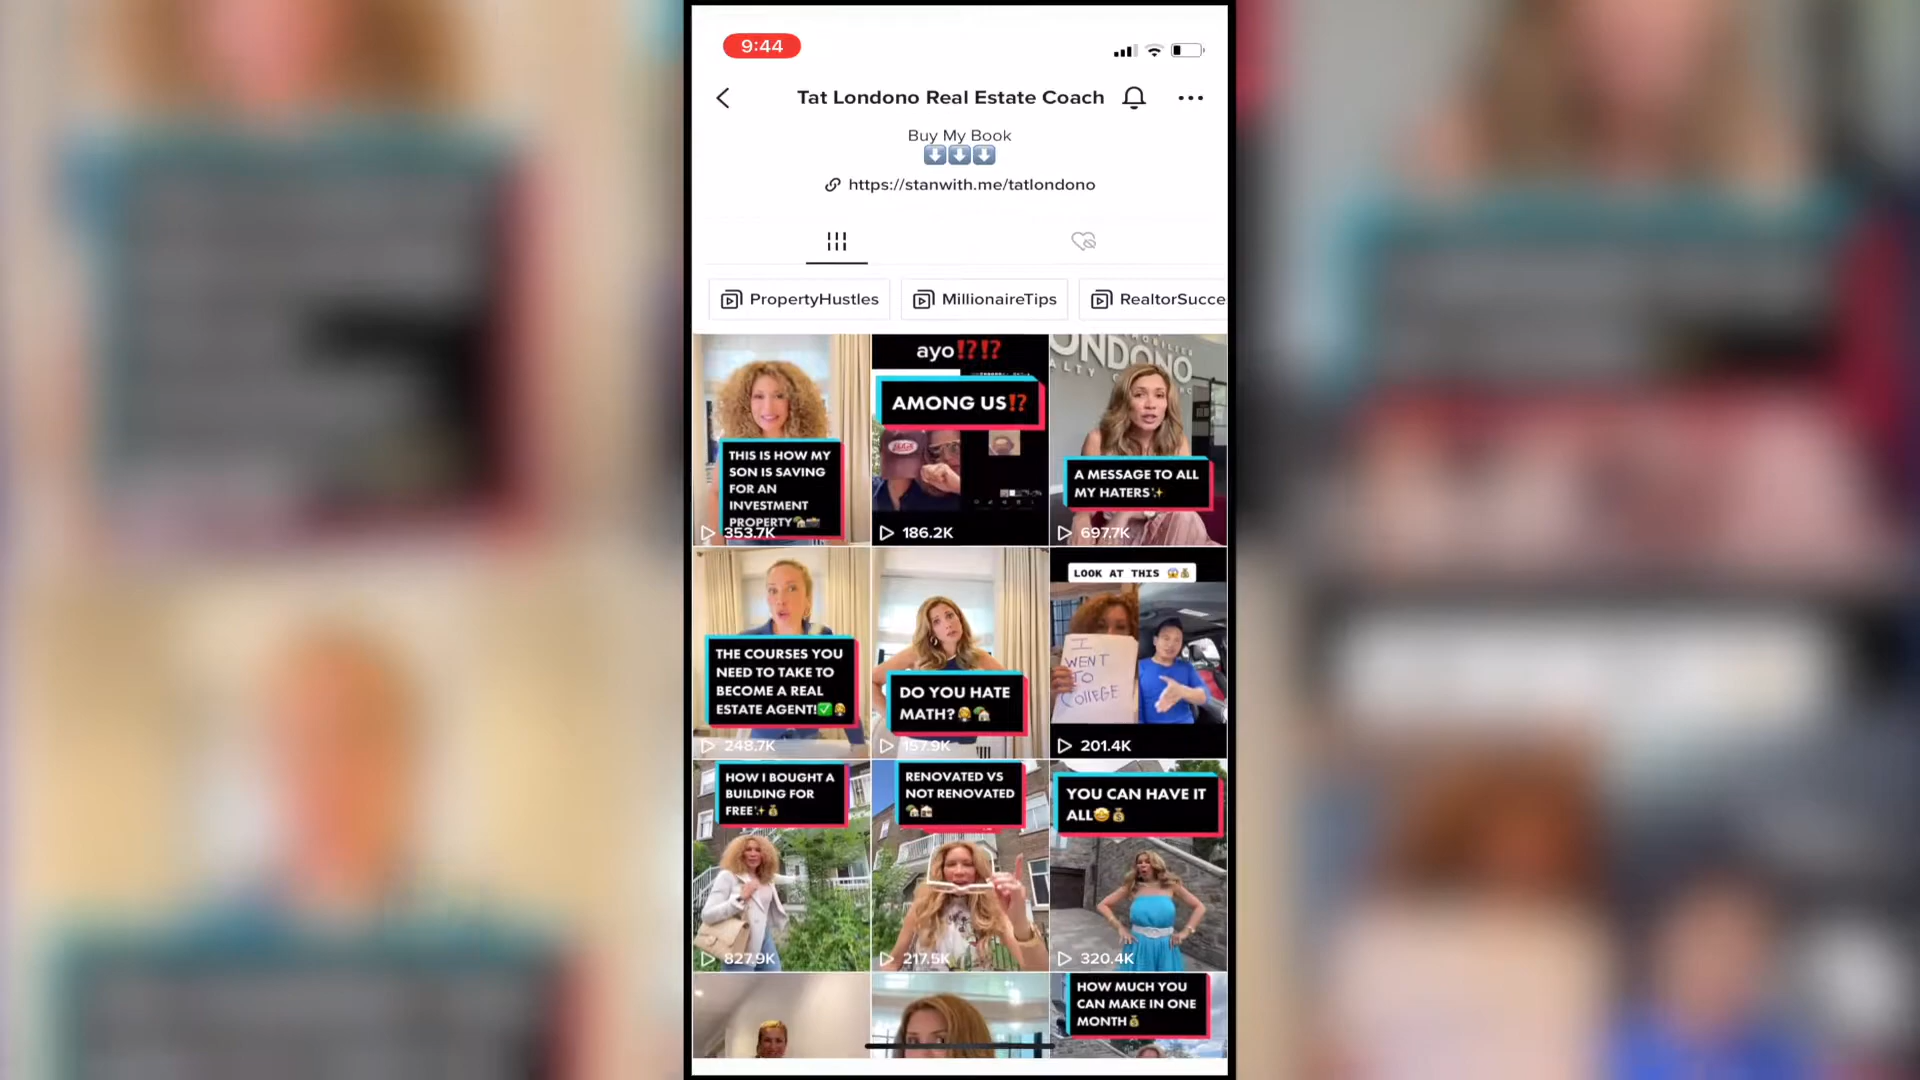 9:44
Tat Londono Real Estate Coach
Buy My Book
https://stanwith.me/tatlondono
PropertyHustles
MillionaireTips
RealtorSucce
THIS IS HOW MY
SON IS SAVING
FOR AN
INVESTMENT
PROPERTY🏡📸
353.7K
ayo⁉️⁉️
AMONG US⁉️
186.2K
ONDONO
A MESSAGE TO ALL
MY HATERS✨
697.7K
THE COURSES YOU
NEED TO TAKE TO
BECOME A REAL
ESTATE AGENT!✅
248.7K
DO YOU HATE
MATH?
157.9K
LOOK AT THIS 😱💰
I
WENT
TO
COllEGE
201.4K
HOW I BOUGHT A
BUILDING FOR
FREE✨💰
827.9K
RENOVATED VS
NOT RENOVATED
🏡🏠
217.5K
YOU CAN HAVE IT
ALL🤩💰
320.4K
HOW MUCH YOU
CAN MAKE IN ONE
MONTH💰